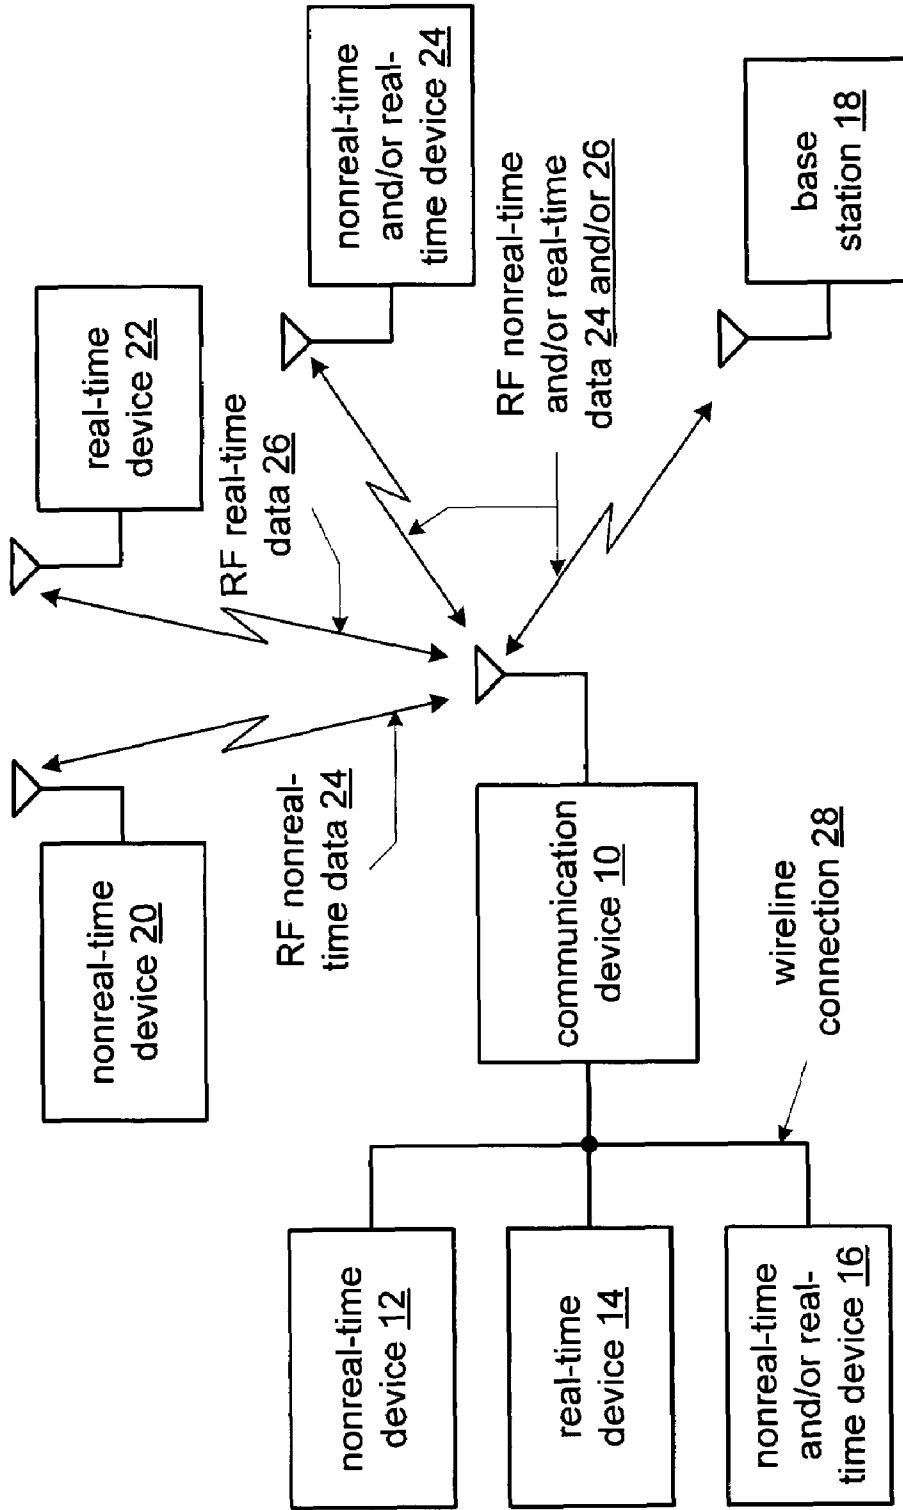 nonreal-time
device 20
real-time
device 22
RF nonreal-
time data 24
RF real-time
data 26
nonreal-time
and/or real-
time device 24
nonreal-time
device 12
real-time
device 14
nonreal-time
and/or real-
time device 16
communication
device 10
RF nonreal-time
and/or real-time
data 24 and/or 26
wireline
connection 28
base
station 18